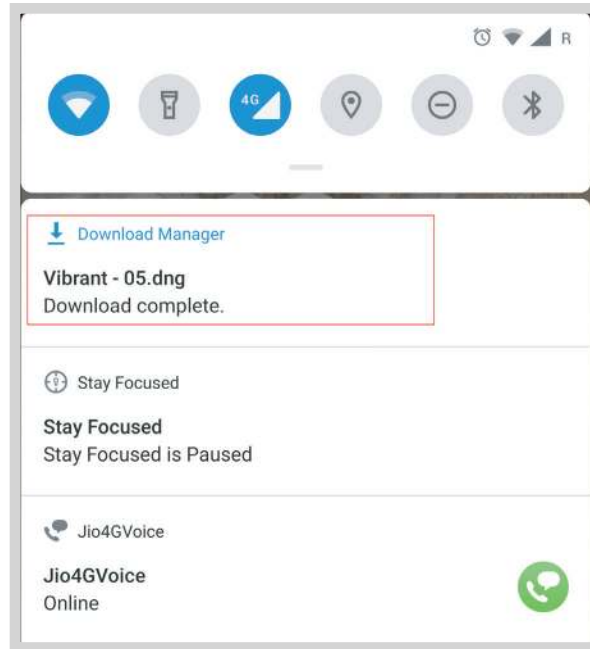 R
4G
Download Manager
Vibrant - 05.dng
Download complete.
Stay Focused
Stay Focused
Stay Focused is Paused
Jio4GVoice
Jio4GVoice
Online